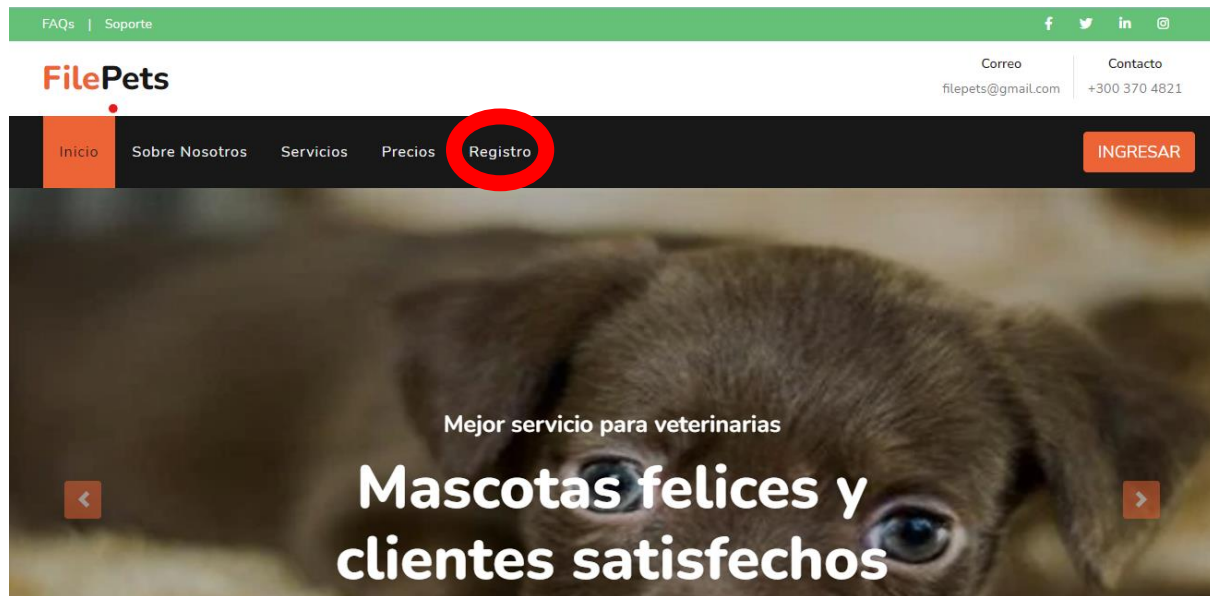 FAQs | Soporte
FilePets
Correo
Contacto
filepets@gmail.com
+300 370 4821
Inicio Sobre Nosotros Servicios Precios Registro INGRESAR
Mejor servicio para veterinarias
Mascotas felices y
clientes satisfechos